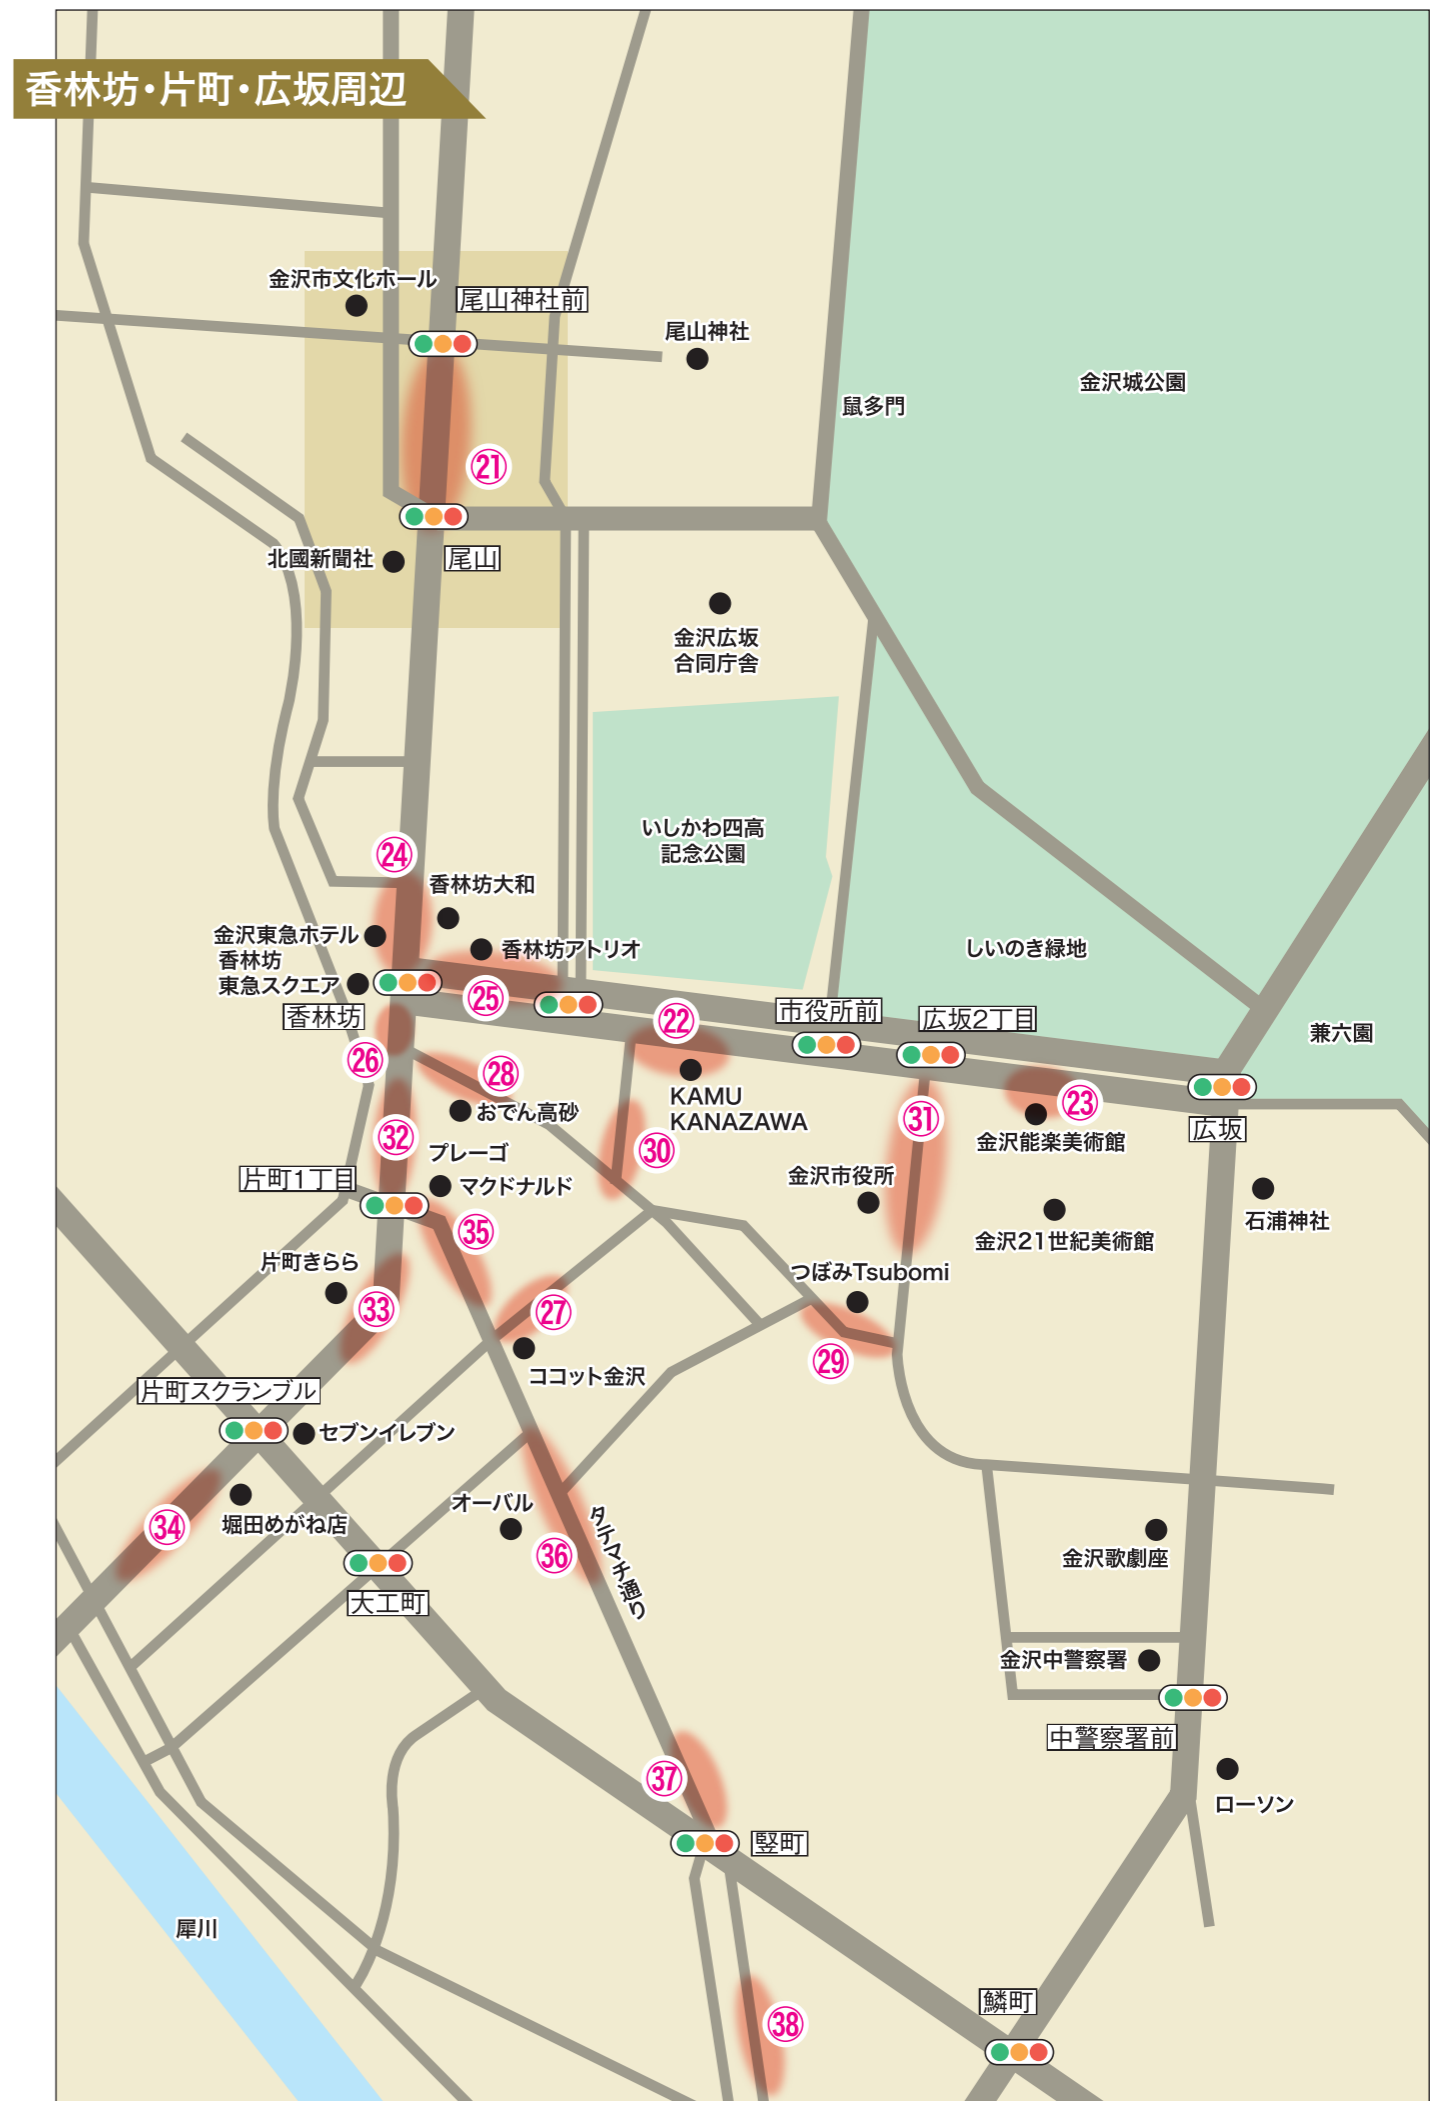 香林坊・片町・広坂周辺
金沢市文化ホール
尾山神社前
尾山神社
鼠多門
金沢城公園
㉑
北國新聞社
尾山
金沢広坂
合同庁舎
いしかわ四高
記念公園
㉔
香林坊大和
金沢東急ホテル
香林坊
東急スクエア
香林坊アトリオ
しいのき緑地
㉕
香林坊
㉒
市役所前
広坂2丁目
兼六園
㉖
㉘
KAMU
KANAZAWA
おでん高砂
㉛
㉓
金沢能楽美術館
広坂
㉜
㉚
プレーゴ
片町1丁目
マクドナルド
金沢市役所
石浦神社
㉟
金沢21世紀美術館
片町きらら
つぼみTsubomi
㉝
㉗
㉙
ココット金沢
片町スクランブル
セブンイレブン
オーバル
タテマチ通り
㉞
堀田めがね店
㊱
金沢歌劇座
大工町
金沢中警察署
中警察署前
㊲
ローソン
竪町
犀川
鱗町
㊳